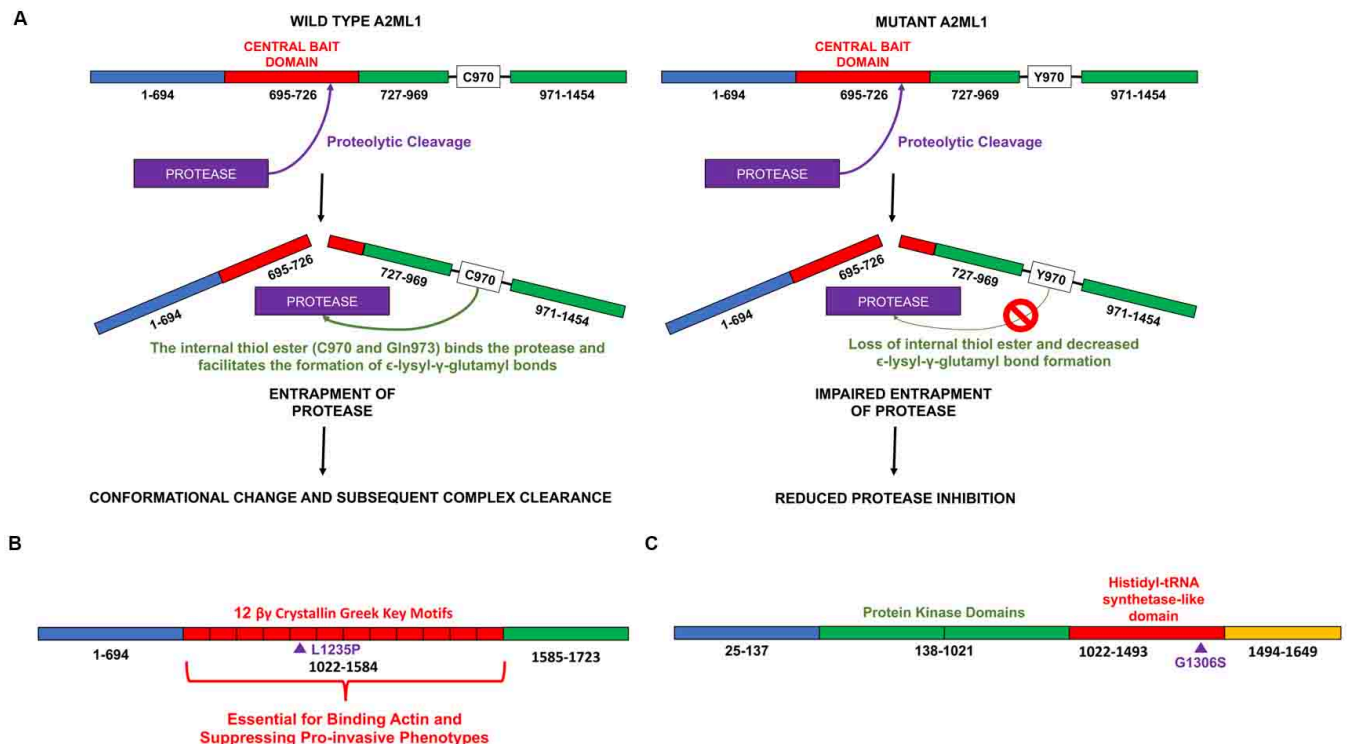 A
WILD TYPE A2ML1
CENTRAL BAIT
DOMAIN
C970
1-694
695-726
727-969
971-1454
Proteolytic Cleavage
PROTEASE
695-726
727-969
C970
971-1454
1-694
PROTEASE
The internal thiol ester (C970 and Gln973) binds the protease and
facilitates the formation of ϵ-lysyl-γ-glutamyl bonds
ENTRAPMENT OF
PROTEASE
CONFORMATIONAL CHANGE AND SUBSEQUENT COMPLEX CLEARANCE
MUTANT A2ML1
CENTRAL BAIT
DOMAIN
Y970
1-694
695-726
727-969
971-1454
Proteolytic Cleavage
PROTEASE
695-726
727-969
Y970
971-1454
1-694
PROTEASE
Loss of internal thiol ester and decreased
ϵ-lysyl-γ-glutamyl bond formation
IMPAIRED ENTRAPMENT
OF PROTEASE
REDUCED PROTEASE INHIBITION
B
12 βγ Crystallin Greek Key Motifs
1-694
L1235P
1022-1584
1585-1723
Essential for Binding Actin and
Suppressing Pro-invasive Phenotypes
C
Protein Kinase Domains
Histidyl-tRNA
synthetase-like
domain
25-137
138-1021
1022-1493
1494-1649
G1306S